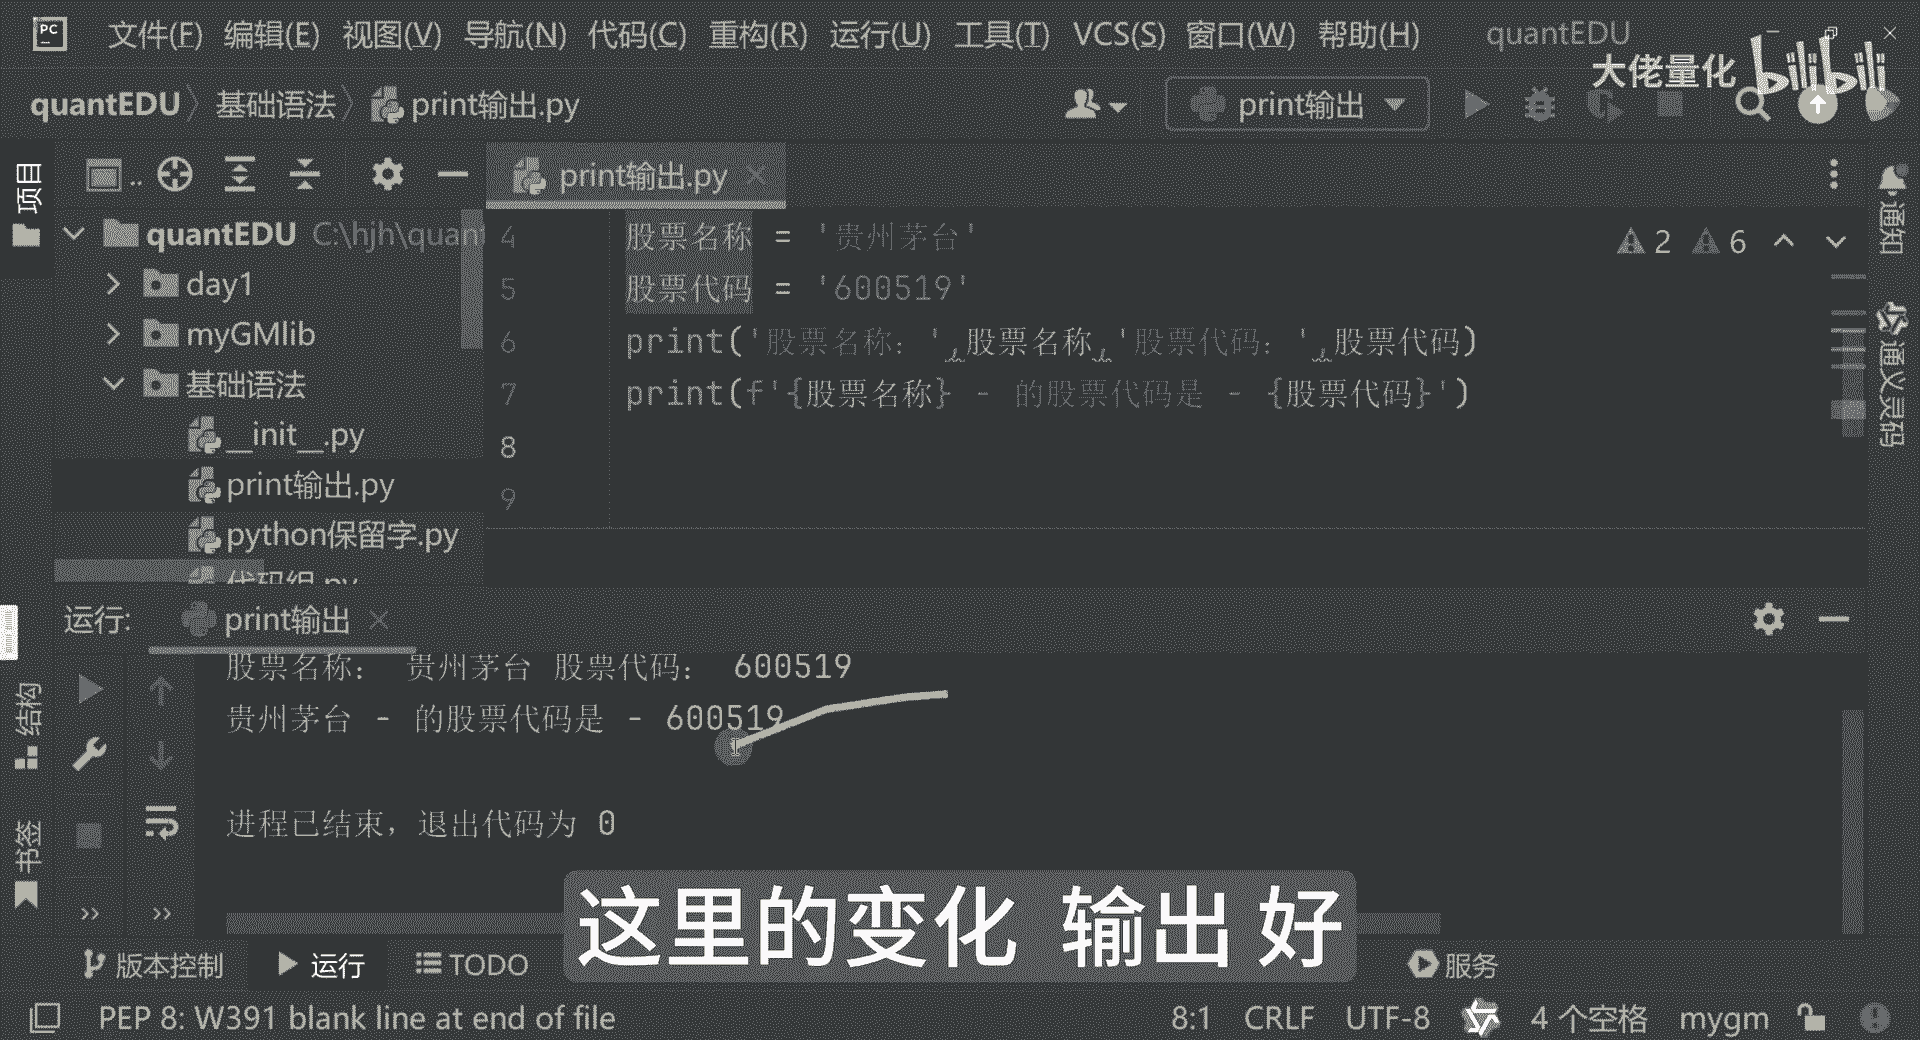 PC 文件(F) 编辑(E) 视图(V) 导航(N) 代码(C) 重构(R) 运行(U) 工具(T) VCS(S) 窗口(W) 帮助(H) quantEDU
大佬量化 bilibili
quantEDU 基础语法 print输出.py print输出
项目
print输出.py
通知
quantEDU C:\hjh\quant
4 股票名称 = '贵州茅台'
2 6
day1
5 股票代码 = '600519'
myGMlib
6 print('股票名称：',股票名称,'股票代码：',股票代码)
通义灵码
基础语法
7 print(f'{股票名称} - 的股票代码是 - {股票代码}')
__init__.py
8
print输出.py
9
python保留字.py
代码组.py
运行: print输出
股票名称： 贵州茅台 股票代码： 600519
贵州茅台 - 的股票代码是 - 600519
结构
进程已结束，退出代码为 0
书签
这里的变化 输出 好
版本控制 运行 TODO 服务
PEP 8: W391 blank line at end of file 8:1 CRLF UTF-8 4 个空格 mygm